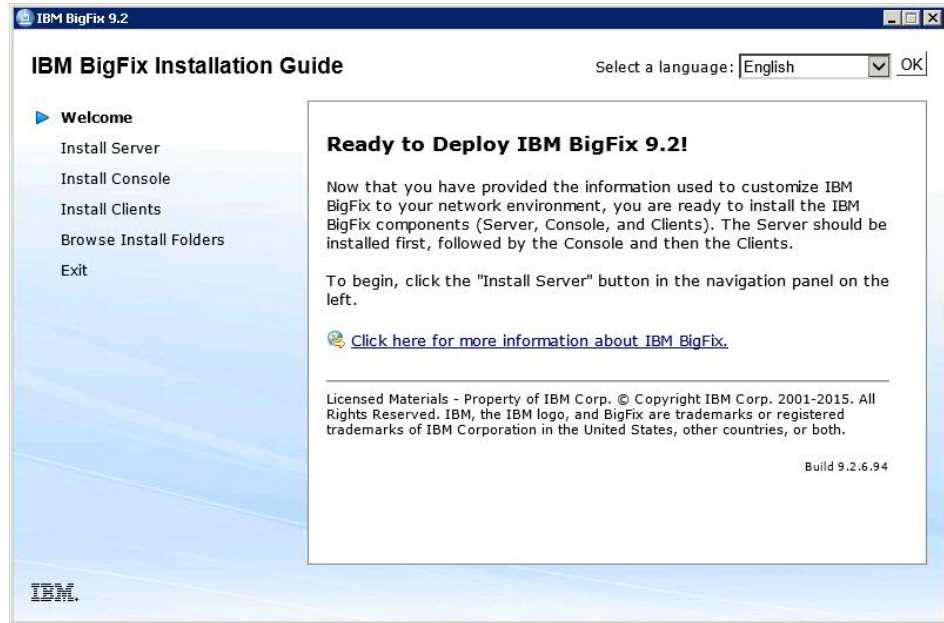 IBM BigFix 9.2
IBM BigFix Installation Guide
Select a language: English OK
Welcome
Install Server
Install Console
Install Clients
Browse Install Folders
Exit
Ready to Deploy IBM BigFix 9.2!
Now that you have provided the information used to customize IBM
BigFix to your network environment, you are ready to install the IBM
BigFix components (Server, Console, and Clients). The Server should be
installed first, followed by the Console and then the Clients.
To begin, click the "Install Server" button in the navigation panel on the
left.
Click here for more information about IBM BigFix.
Licensed Materials - Property of IBM Corp. © Copyright IBM Corp. 2001-2015. All
Rights Reserved. IBM, the IBM logo, and BigFix are trademarks or registered
trademarks of IBM Corporation in the United States, other countries, or both.
Build 9.2.6.94
IBM.